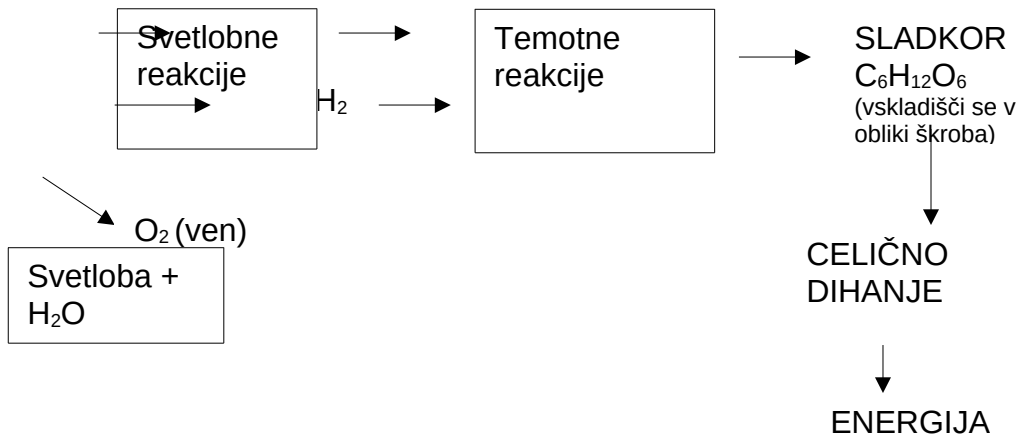 Svetlobne
reakcije
H₂
Temotne
reakcije
SLADKOR
C₆H₁₂O₆
(vskladišči se v
obliki škroba)
O₂ (ven)
Svetloba +
H₂O
CELIČNO
DIHANJE
ENERGIJA